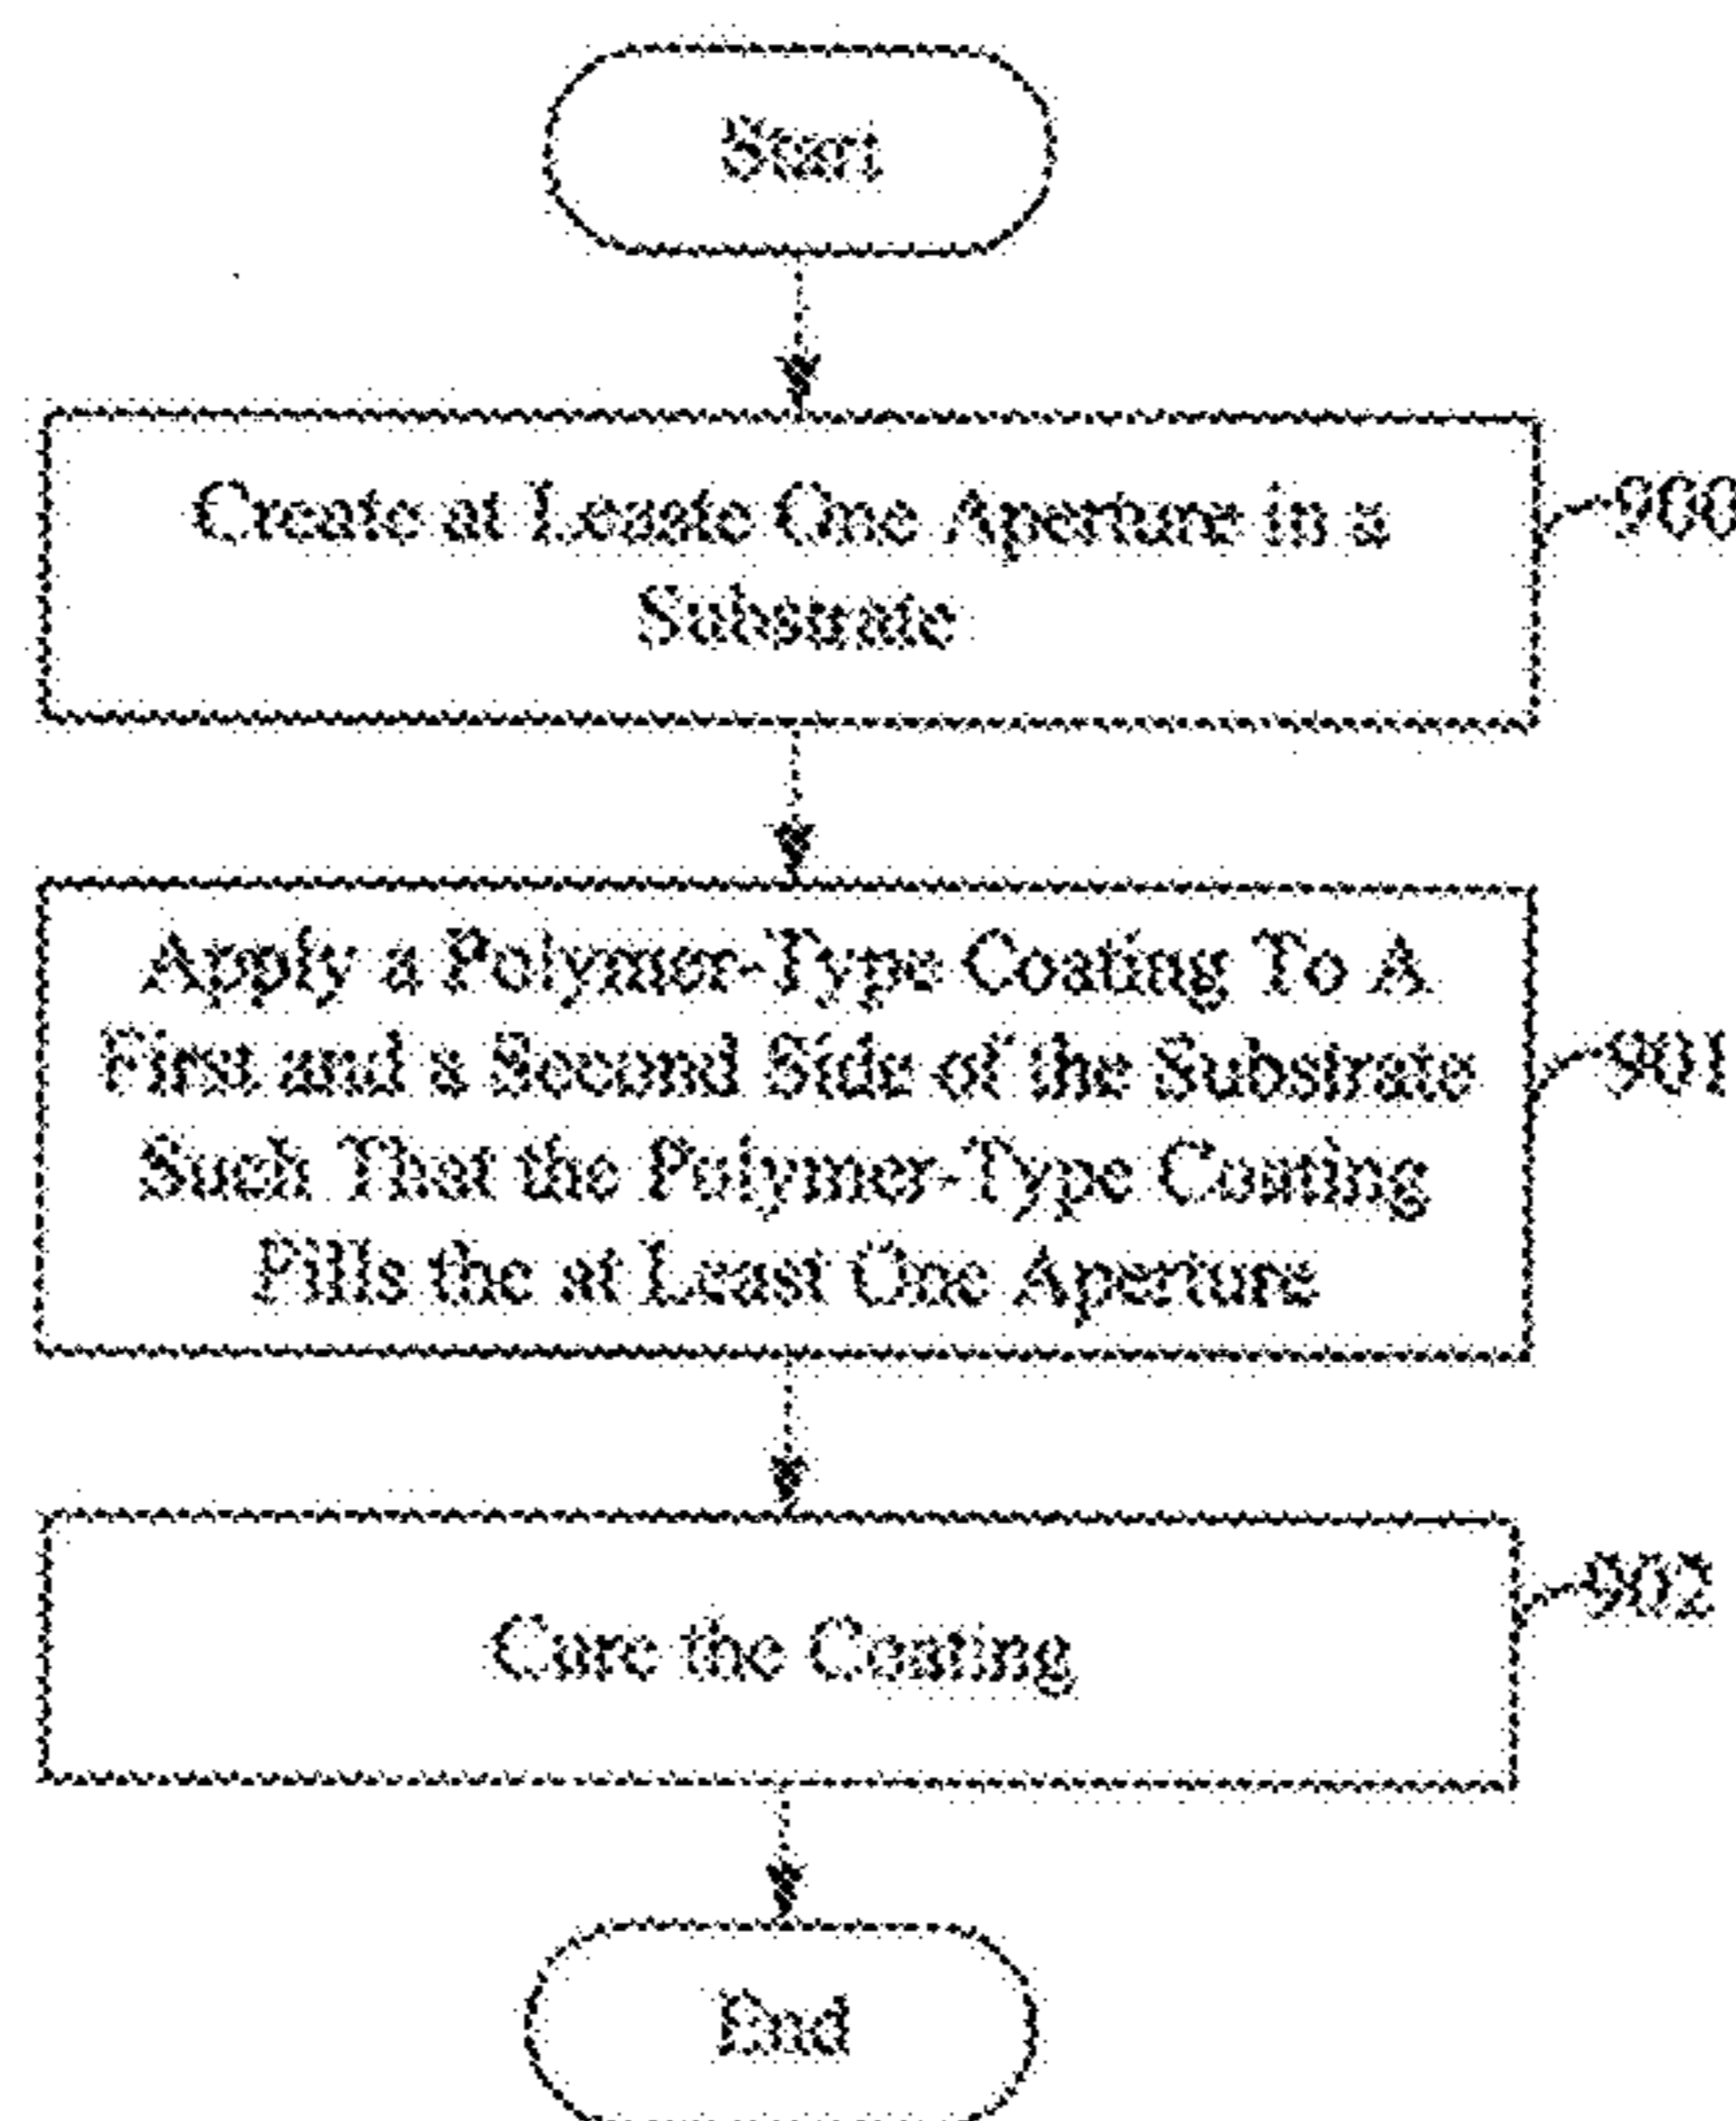 Start
Create at Leaste One Aperture in a
Substrate
900
Apply a Polymer-Type Coating To A
First and a Second Side of the Substrate
Such That the Polymer-Type Coating
Fills the at Least One Aperture
901
Cure the Coating
902
End